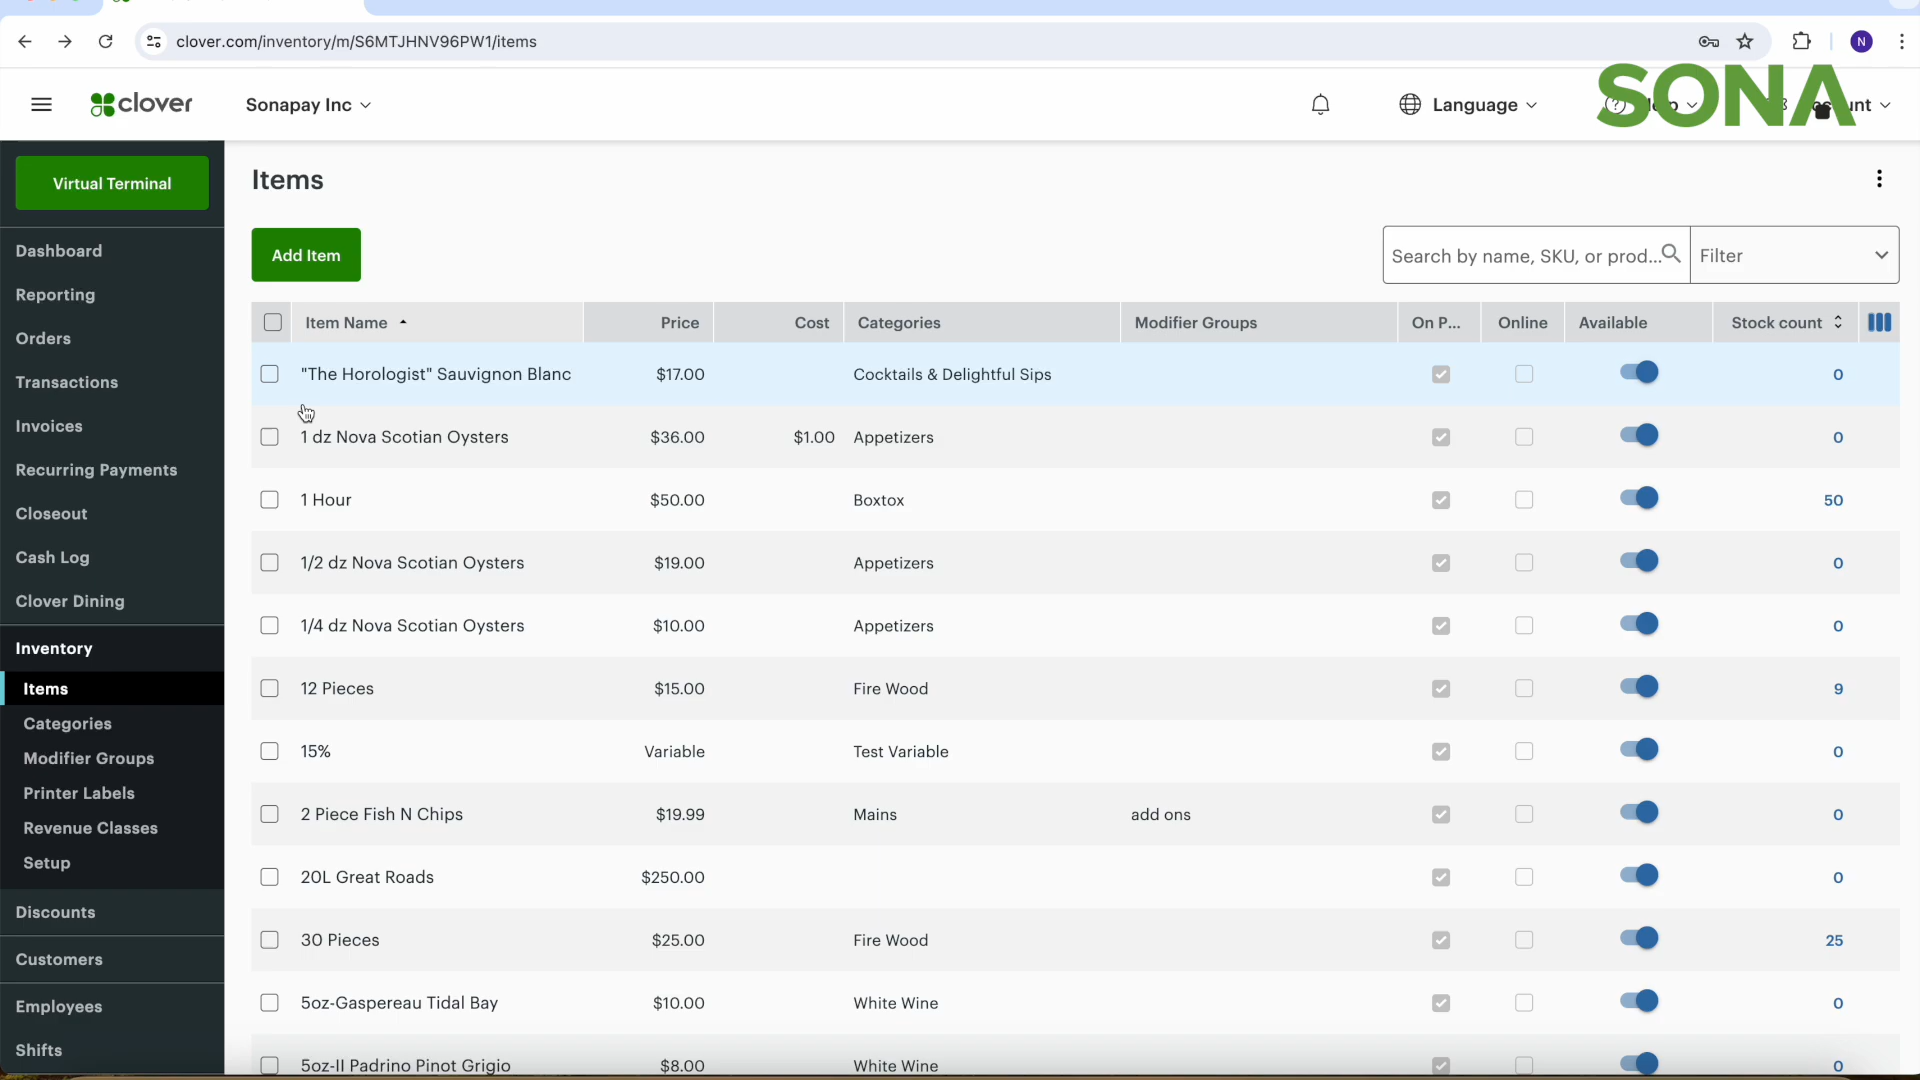 clover.com/inventory/m/S6MTJHNV96PW1/items
N
clover
Sonapay Inc
Language
SONA
Virtual Terminal
Dashboard
Reporting
Orders
Transactions
Invoices
Recurring Payments
Closeout
Cash Log
Clover Dining
Inventory
Items
Categories
Modifier Groups
Printer Labels
Revenue Classes
Setup
Discounts
Customers
Employees
Shifts
Items
Add Item
Search by name, SKU, or prod... Filter
Item Name Price Cost Categories Modifier Groups On P... Online Available Stock count
"The Horologist" Sauvignon Blanc $17.00 Cocktails & Delightful Sips 0
1 dz Nova Scotian Oysters $36.00 $1.00 Appetizers 0
1 Hour $50.00 Boxtox 50
1/2 dz Nova Scotian Oysters $19.00 Appetizers 0
1/4 dz Nova Scotian Oysters $10.00 Appetizers 0
12 Pieces $15.00 Fire Wood 9
15% Variable Test Variable 0
2 Piece Fish N Chips $19.99 Mains add ons 0
20L Great Roads $250.00 0
30 Pieces $25.00 Fire Wood 25
5oz-Gaspereau Tidal Bay $10.00 White Wine 0
5oz-Il Padrino Pinot Grigio $8.00 White Wine 0